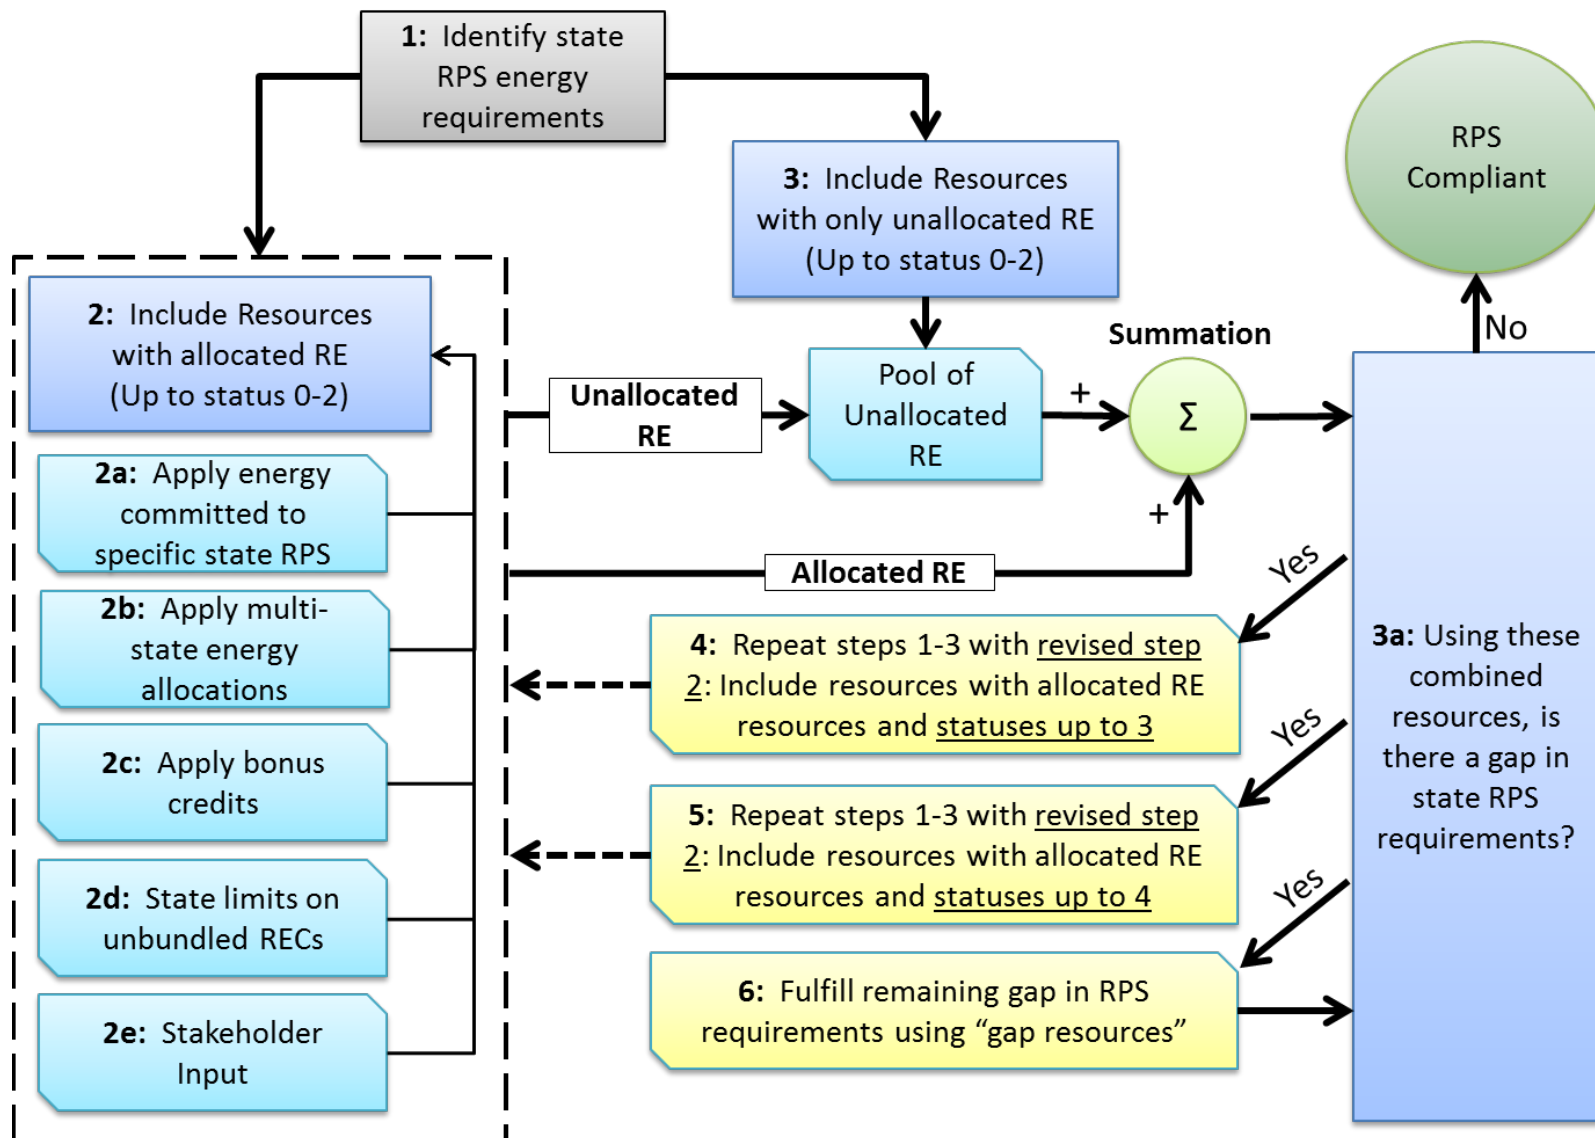 1: Identify state
RPS energy
requirements
3: Include Resources
with only unallocated RE
(Up to status 0-2)
RPS
Compliant
No
2: Include Resources
with allocated RE
(Up to status 0-2)
Unallocated
RE
Pool of
Unallocated
RE
+
Summation
Σ
+
Allocated RE
2a: Apply energy
committed to
specific state RPS
2b: Apply multi-
state energy
allocations
2c: Apply bonus
credits
2d: State limits on
unbundled RECs
2e: Stakeholder
Input
Yes
4: Repeat steps 1-3 with revised step
2: Include resources with allocated RE
resources and statuses up to 3
Yes
5: Repeat steps 1-3 with revised step
2: Include resources with allocated RE
resources and statuses up to 4
Yes
6: Fulfill remaining gap in RPS
requirements using “gap resources”
3a: Using these
combined
resources, is
there a gap in
state RPS
requirements?